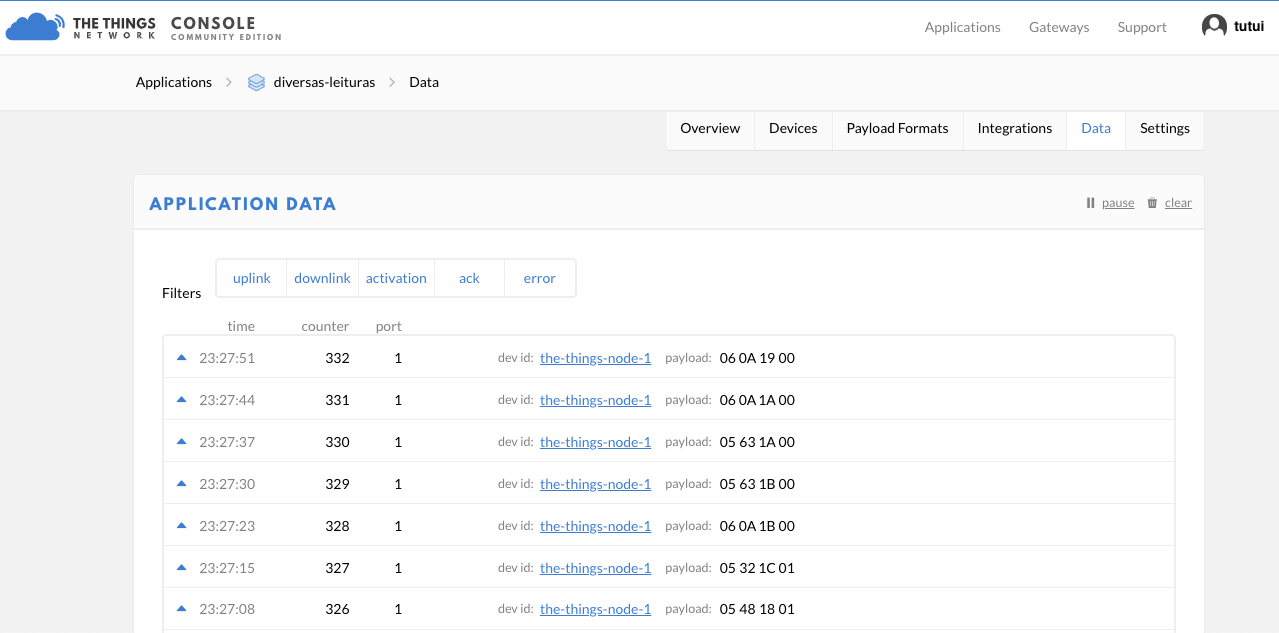 THE THINGS CONSOLE
NETWORK COMMUNITY EDITION
Applications Gateways Support tutui
Applications diversas-leituras Data
Overview Devices Payload Formats Integrations Data Settings
APPLICATION DATA pause clear
Filters uplink downlink activation ack error
time counter port
23:27:51 332 1 dev id: the-things-node-1 payload: 06 0A 19 00
23:27:44 331 1 dev id: the-things-node-1 payload: 06 0A 1A 00
23:27:37 330 1 dev id: the-things-node-1 payload: 05 63 1A 00
23:27:30 329 1 dev id: the-things-node-1 payload: 05 63 1B 00
23:27:23 328 1 dev id: the-things-node-1 payload: 06 0A 1B 00
23:27:15 327 1 dev id: the-things-node-1 payload: 05 32 1C 01
23:27:08 326 1 dev id: the-things-node-1 payload: 05 48 18 01